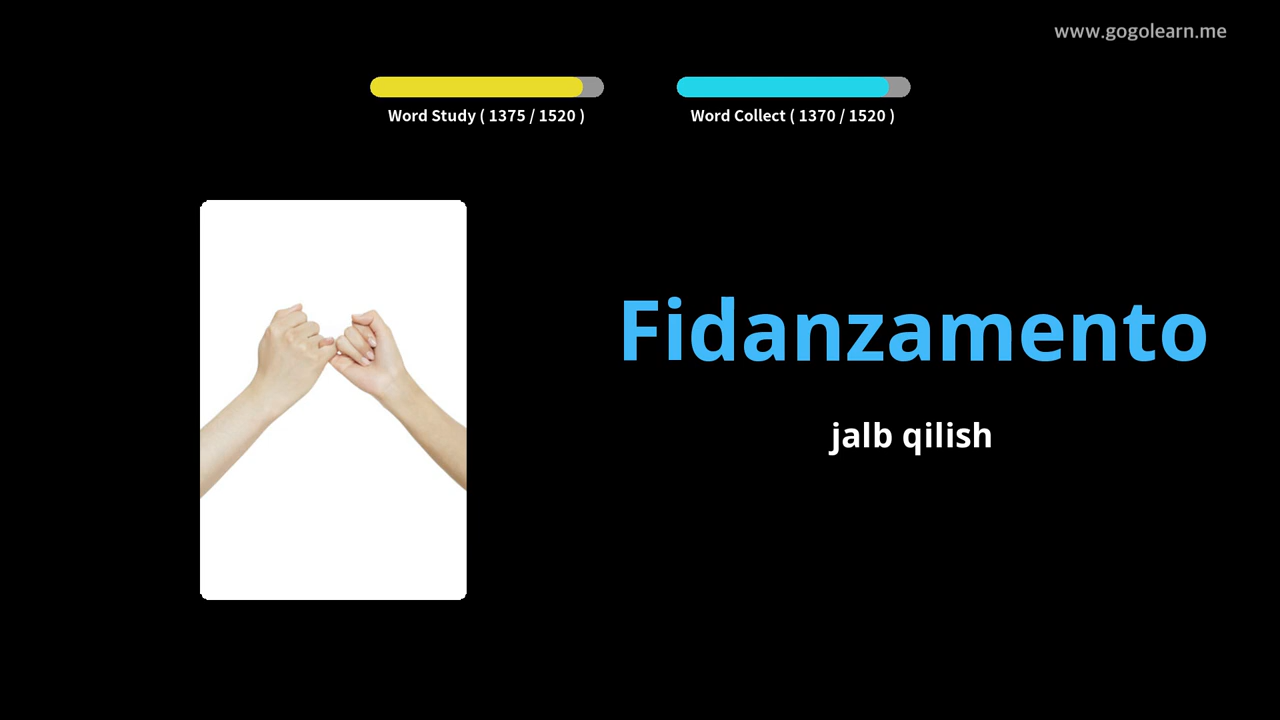 www.gogolearn.me
Word Study ( 1375 / 1520 )
Word Collect ( 1370 / 1520 )
Fidanzamento
jalb qilish